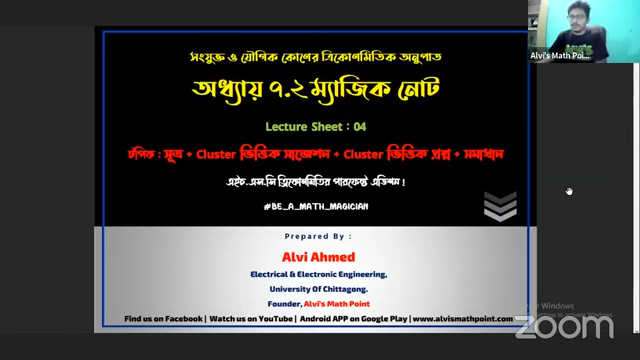 সংযুক্ত ও যৌগিক কোণের ত্রিকোণমিতিক অনুপাত
অধ্যায় ৭.২ ম্যাজিক নোট
Lecture Sheet : 04
টপিক : সূত্র + Cluster ভিত্তিক সাজেশন + Cluster ভিত্তিক প্রশ্ন + সমাধান
এইচ.এস.সি ত্রিকোণমিতির পারফেক্ট এডিশন !
#BE_A_MATH_MAGICIAN
Prepared By :
Alvi Ahmed
Electrical & Electronic Engineering,
University Of Chittagong.
Founder, Alvi's Math Point
Find us on Facebook | Watch us on YouTube | Android APP on Google Play | www.alvismathpoint.com
Alvi's Math Poi...
zoom